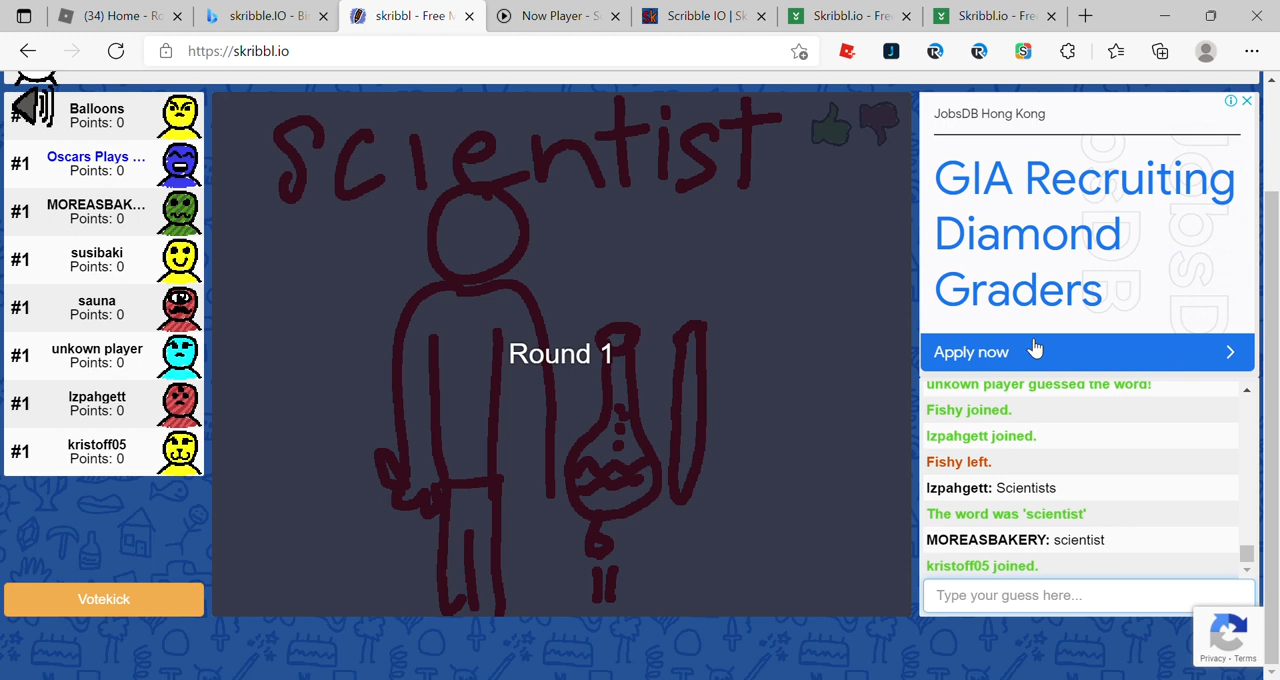 (34) Home - Ro
skribble.IO - Bi
skribbl - Free M
Now Player - S
Scribble IO | Sk
Skribbl.io - Fre
Skribbl.io - Fre
https://skribbl.io
Balloons
Points: 0
#1 Oscars Plays ...
Points: 0
#1 MOREASBAK...
Points: 0
#1 susibaki
Points: 0
#1 sauna
Points: 0
#1 unkown player
Points: 0
#1 lzpahgett
Points: 0
#1 kristoff05
Points: 0
Votekick
scientist
Round 1
JobsDB Hong Kong
GIA Recruiting
Diamond
Graders
Apply now
unkown player guessed the word!
Fishy joined.
lzpahgett joined.
Fishy left.
lzpahgett: Scientists
The word was 'scientist'
MOREASBAKERY: scientist
kristoff05 joined.
Type your guess here...
Privacy - Terms